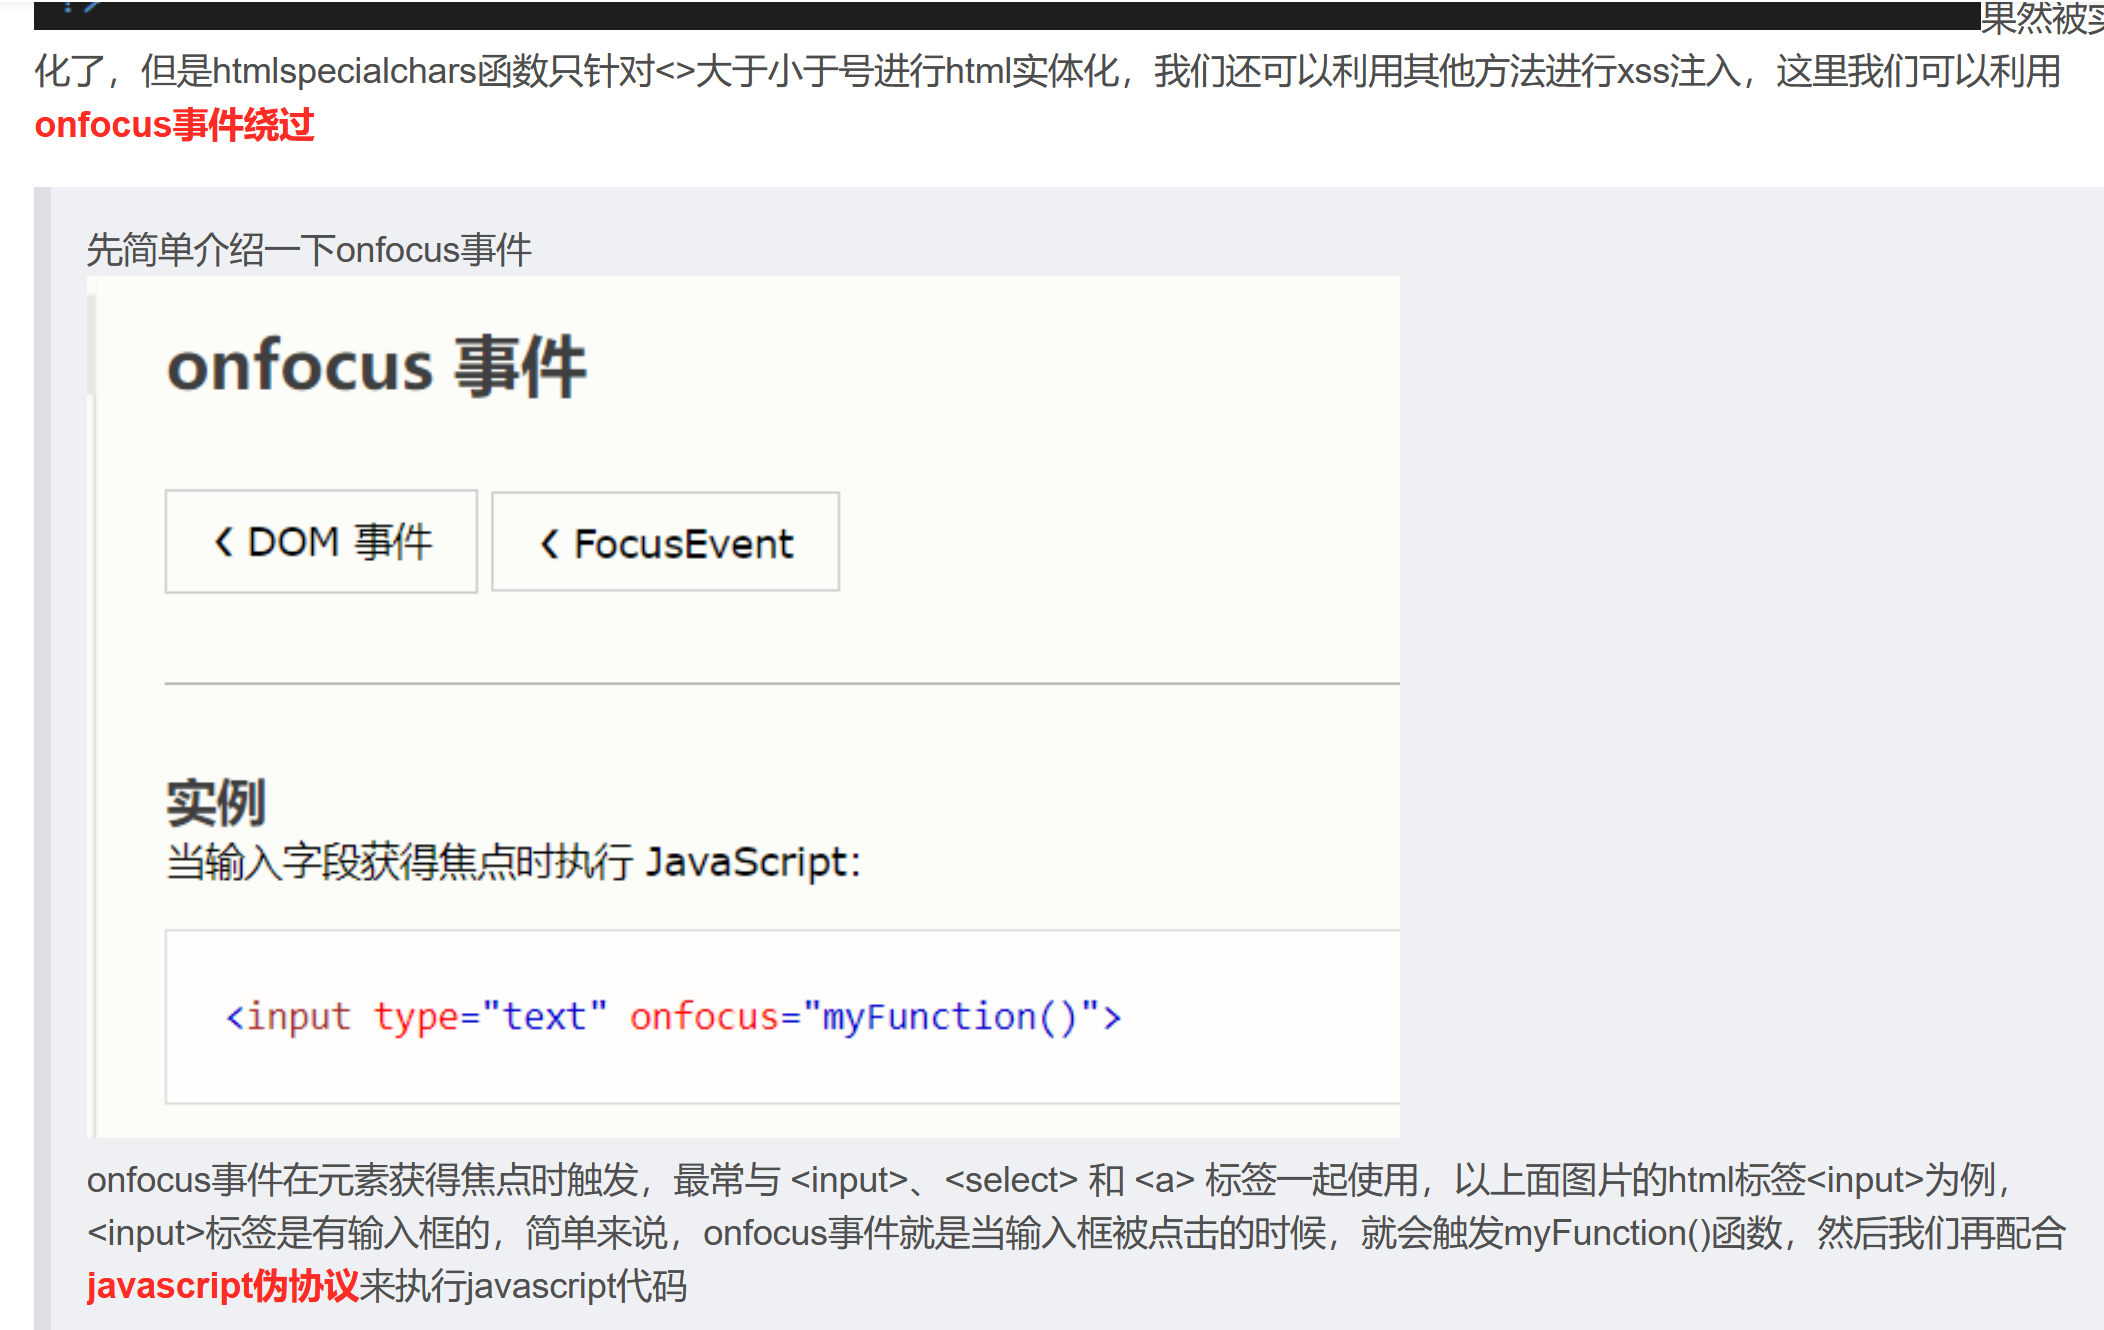 果然被实
化了，但是htmlspecialchars函数只针对<>大于小于号进行html实体化，我们还可以利用其他方法进行xss注入，这里我们可以利用
onfocus事件绕过
先简单介绍一下onfocus事件
onfocus 事件
❮ DOM 事件 ❮ FocusEvent
实例
当输入字段获得焦点时执行 JavaScript:
<input type="text" onfocus="myFunction()">
onfocus事件在元素获得焦点时触发，最常与 <input>、<select> 和 <a> 标签一起使用，以上面图片的html标签<input>为例，
<input>标签是有输入框的，简单来说，onfocus事件就是当输入框被点击的时候，就会触发myFunction()函数，然后我们再配合
javascript伪协议来执行javascript代码